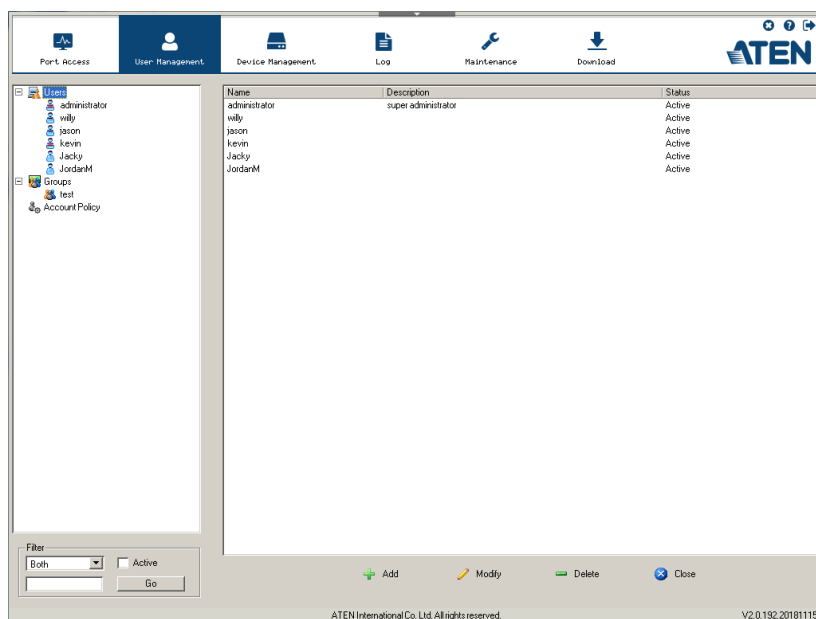 Port Access User Management Device Management Log Maintenance Download ATEN
Users
administrator
willy
jason
kevin
Jacky
JordanM
Groups
test
Account Policy
Name Description Status
administrator super administrator Active
willy Active
jason Active
kevin Active
Jacky Active
JordanM Active
Filter
Both Active
Go
Add Modify Delete Close
ATEN International Co. Ltd. All rights reserved. V2.0.192.20181115